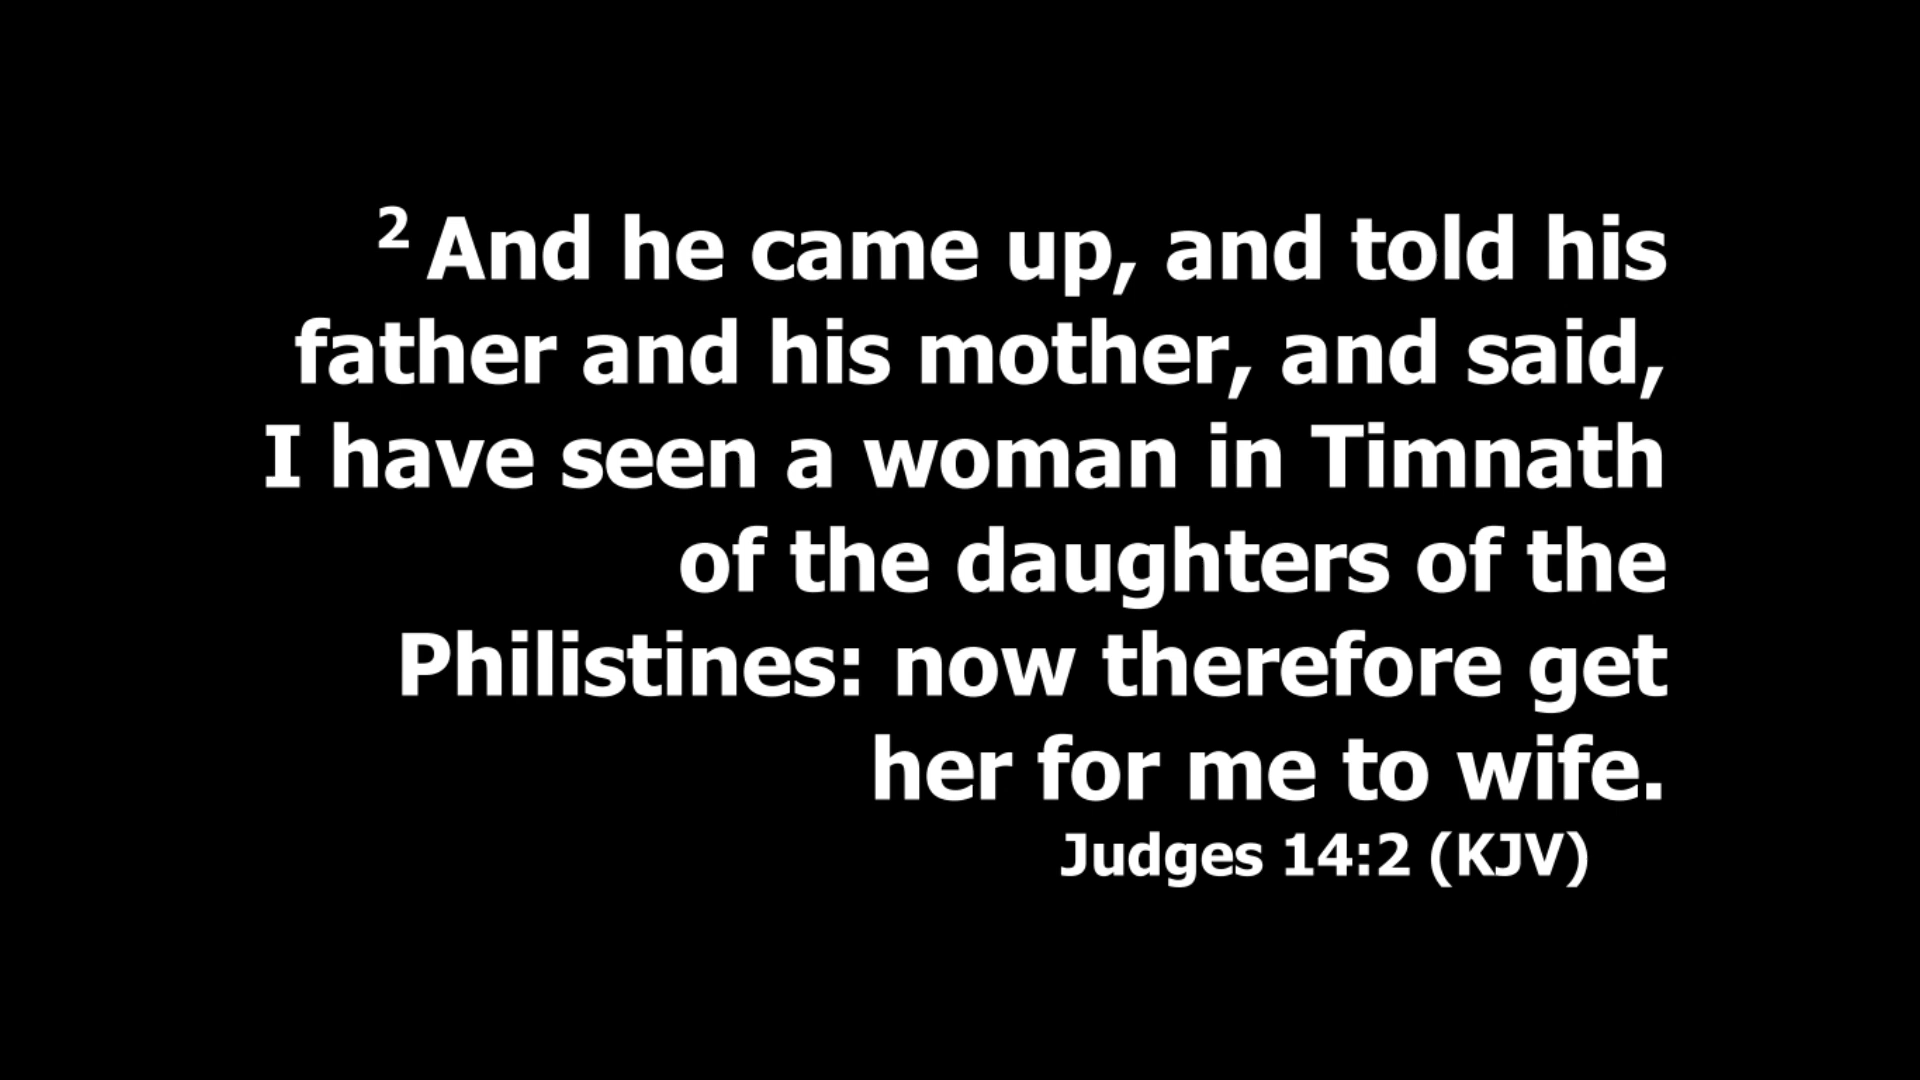 2 And he came up, and told his
father and his mother, and said,
I have seen a woman in Timnath
of the daughters of the
Philistines: now therefore get
her for me to wife.
Judges 14:2 (KJV)